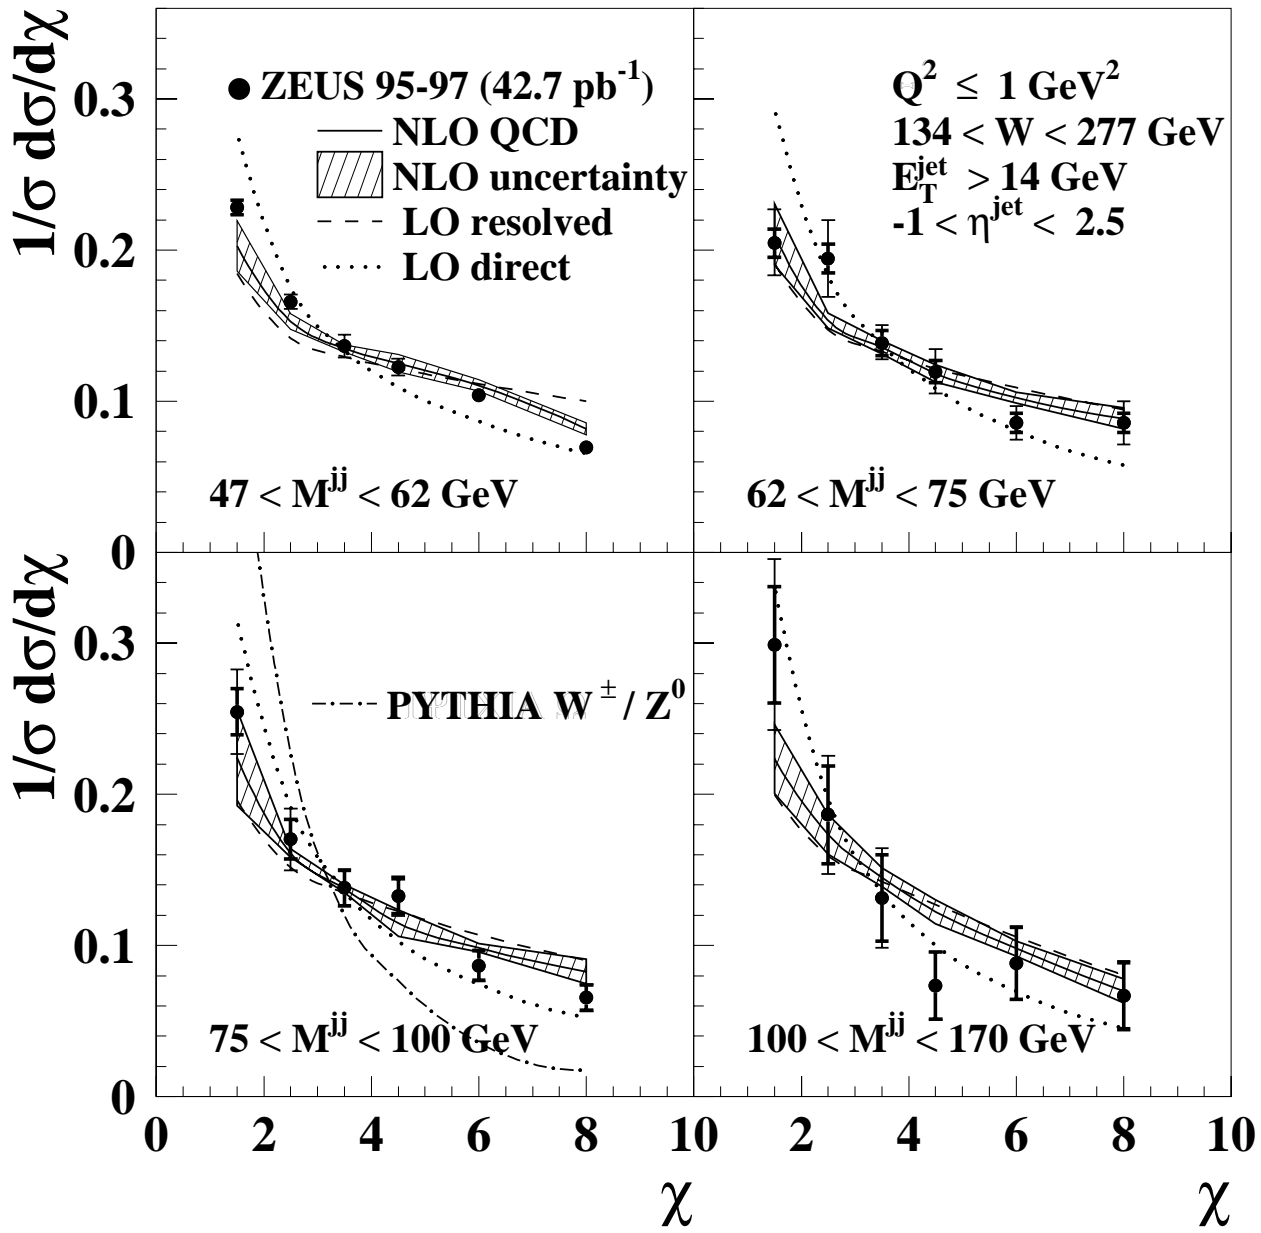 1/σ dσ/dχ
0.3
0.2
0.1
0
● ZEUS 95-97 (42.7 pb⁻¹)
NLO QCD
NLO uncertainty
LO resolved
LO direct
47 < Mʲʲ < 62 GeV
Q² ≤ 1 GeV²
134 < W < 277 GeV
E_T^jet > 14 GeV
-1 < η^jet < 2.5
62 < Mʲʲ < 75 GeV
1/σ dσ/dχ
0.3
0.2
0.1
0
PYTHIA W± / Z⁰
75 < Mʲʲ < 100 GeV
100 < Mʲʲ < 170 GeV
0 2 4 6 8 10 2 4 6 8 10
χ χ